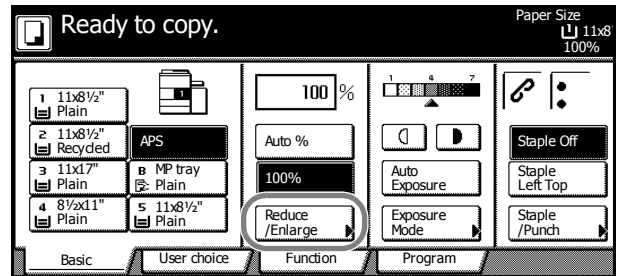 Ready to copy.
Paper Size
1 11x8
100%
1 11x8½"
Plain
2 11x8½"
Recycled
3 11x17"
Plain
4 8½x11"
Plain
1
APS
B MP tray
Plain
5 11x8½"
Plain
100 %
Auto %
100%
Reduce
/Enlarge
1 4 7
Auto
Exposure
Exposure
Mode
Staple Off
Staple
Left Top
Staple
/Punch
Basic
User choice
Function
Program